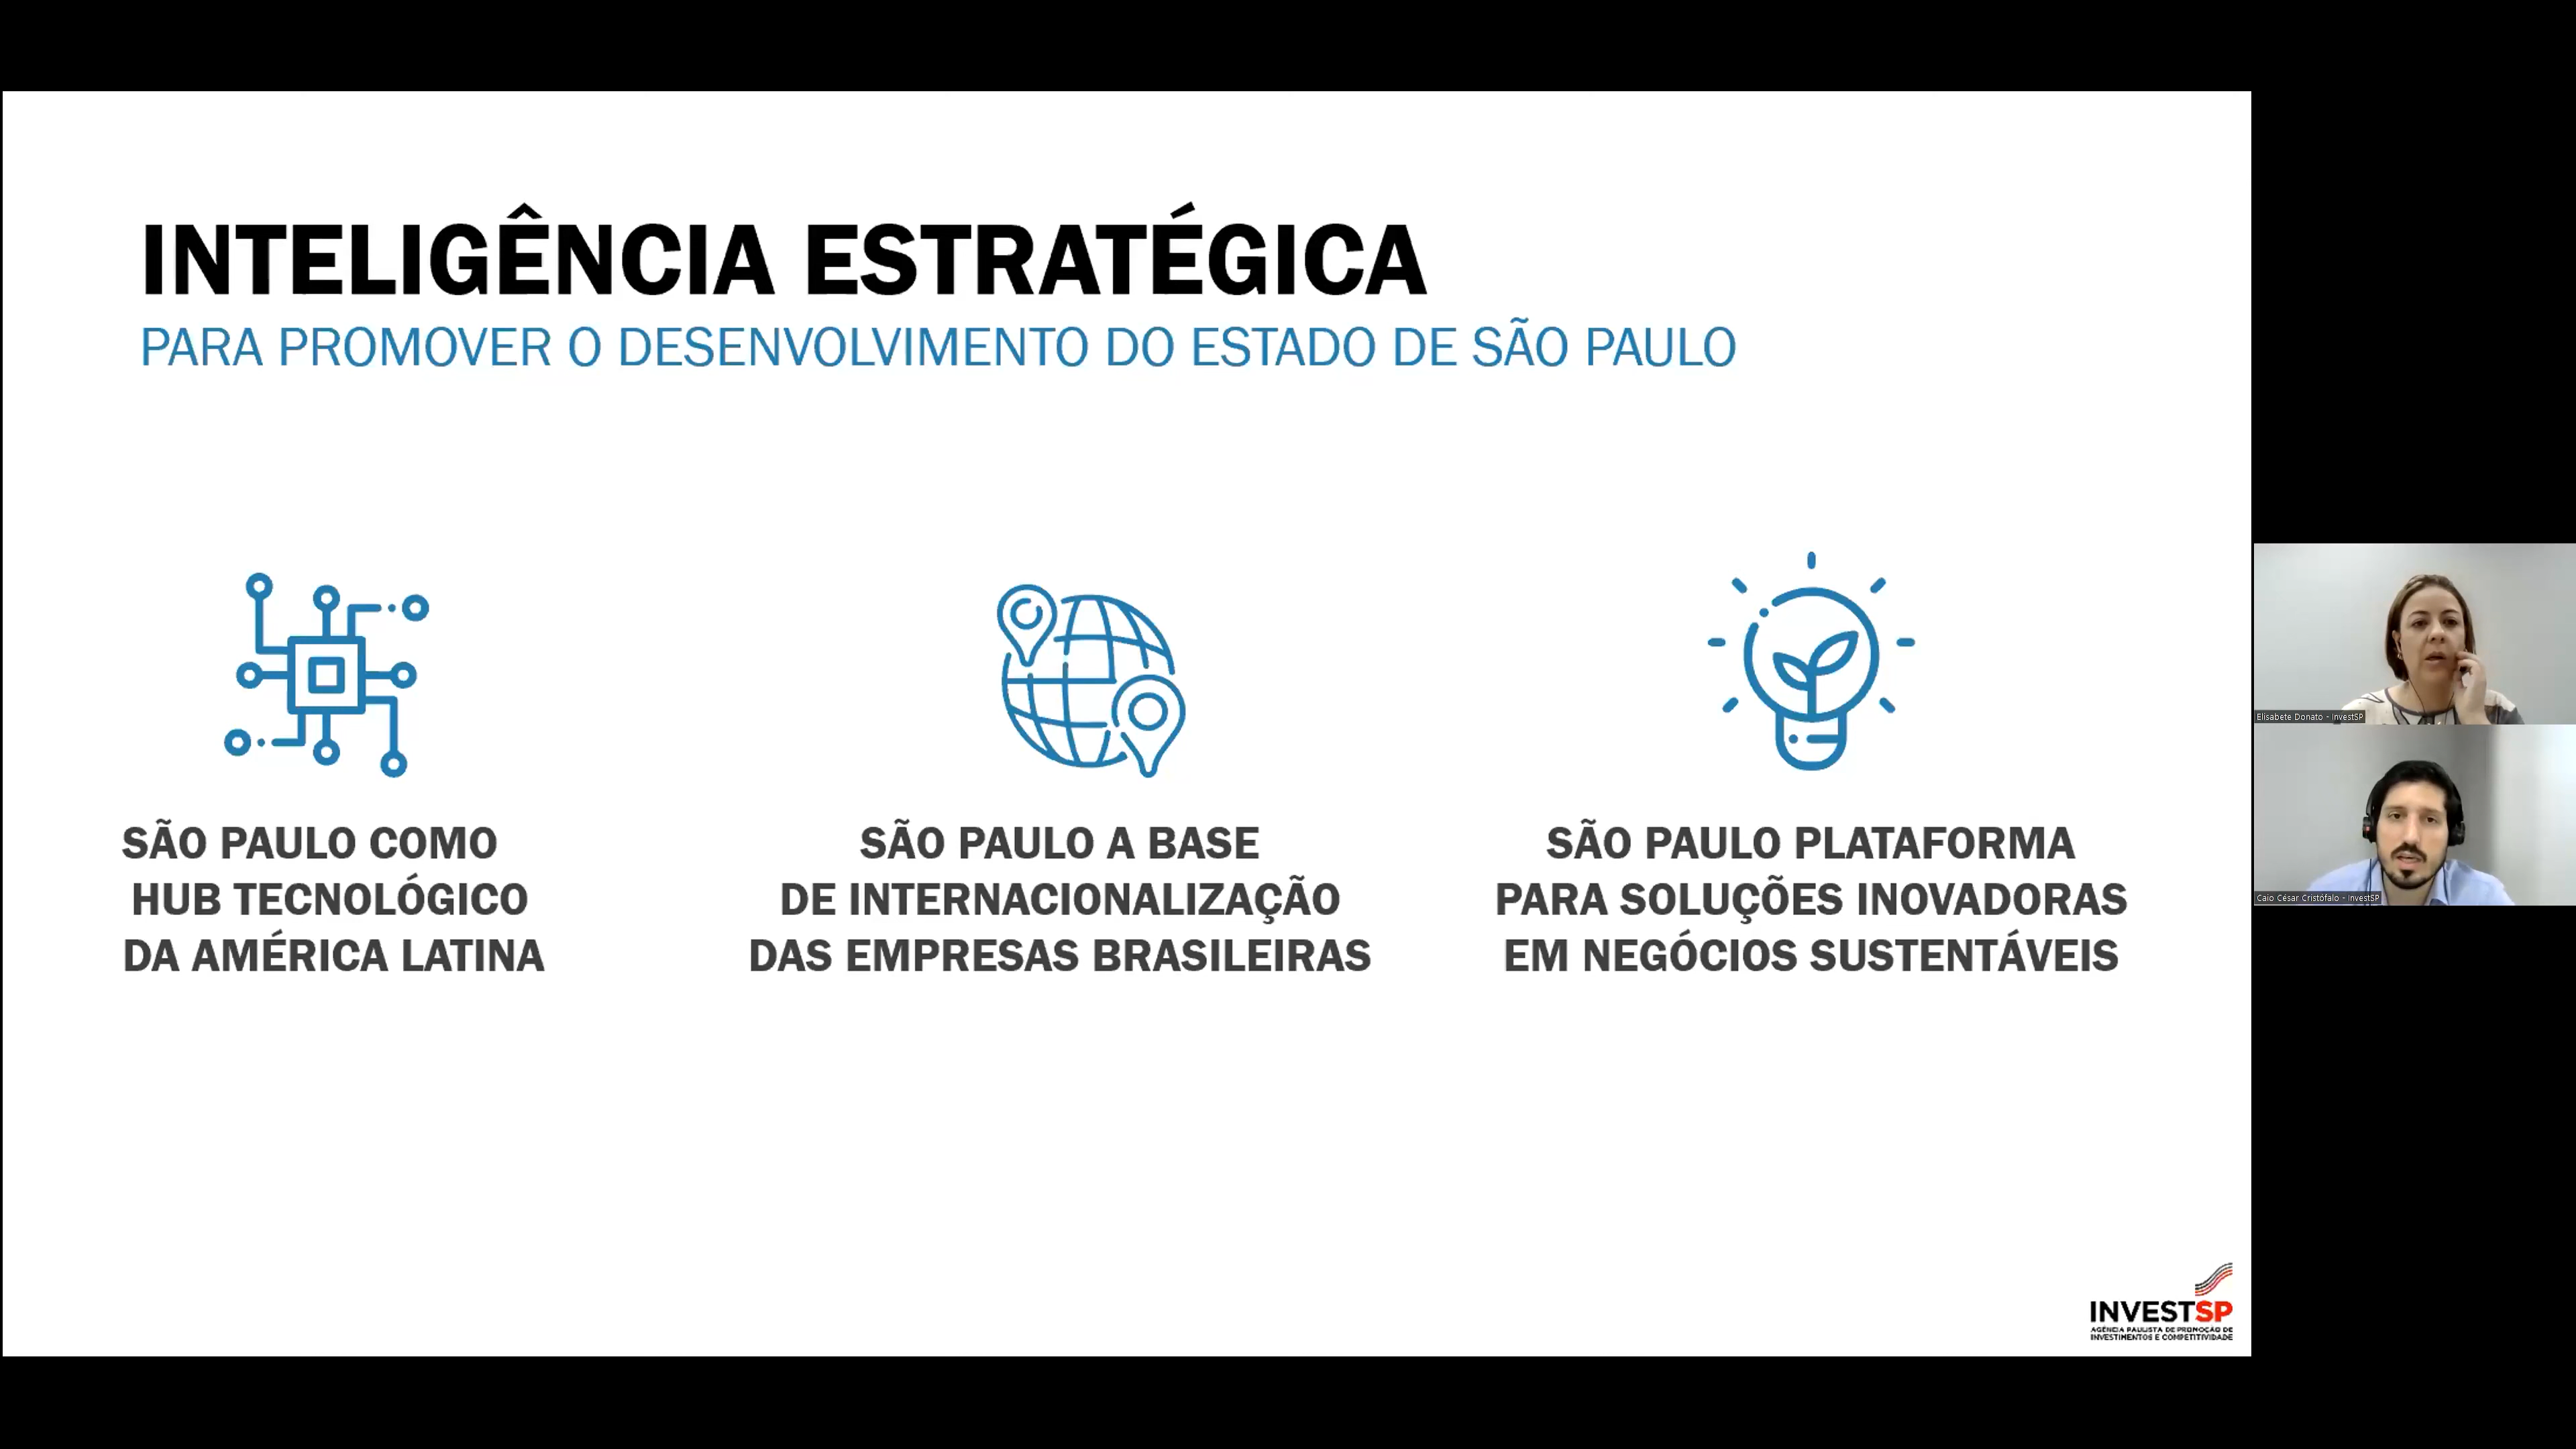 INTELIGÊNCIA ESTRATÉGICA
PARA PROMOVER O DESENVOLVIMENTO DO ESTADO DE SÃO PAULO
SÃO PAULO COMO
HUB TECNOLÓGICO
DA AMÉRICA LATINA
SÃO PAULO A BASE
DE INTERNACIONALIZAÇÃO
DAS EMPRESAS BRASILEIRAS
SÃO PAULO PLATAFORMA
PARA SOLUÇÕES INOVADORAS
EM NEGÓCIOS SUSTENTÁVEIS
Elisabete Donato - InvestSP
Caio César Cristófalo - InvestSP
INVESTSP
AGÊNCIA PAULISTA DE PROMOÇÃO DE
INVESTIMENTOS E COMPETITIVIDADE